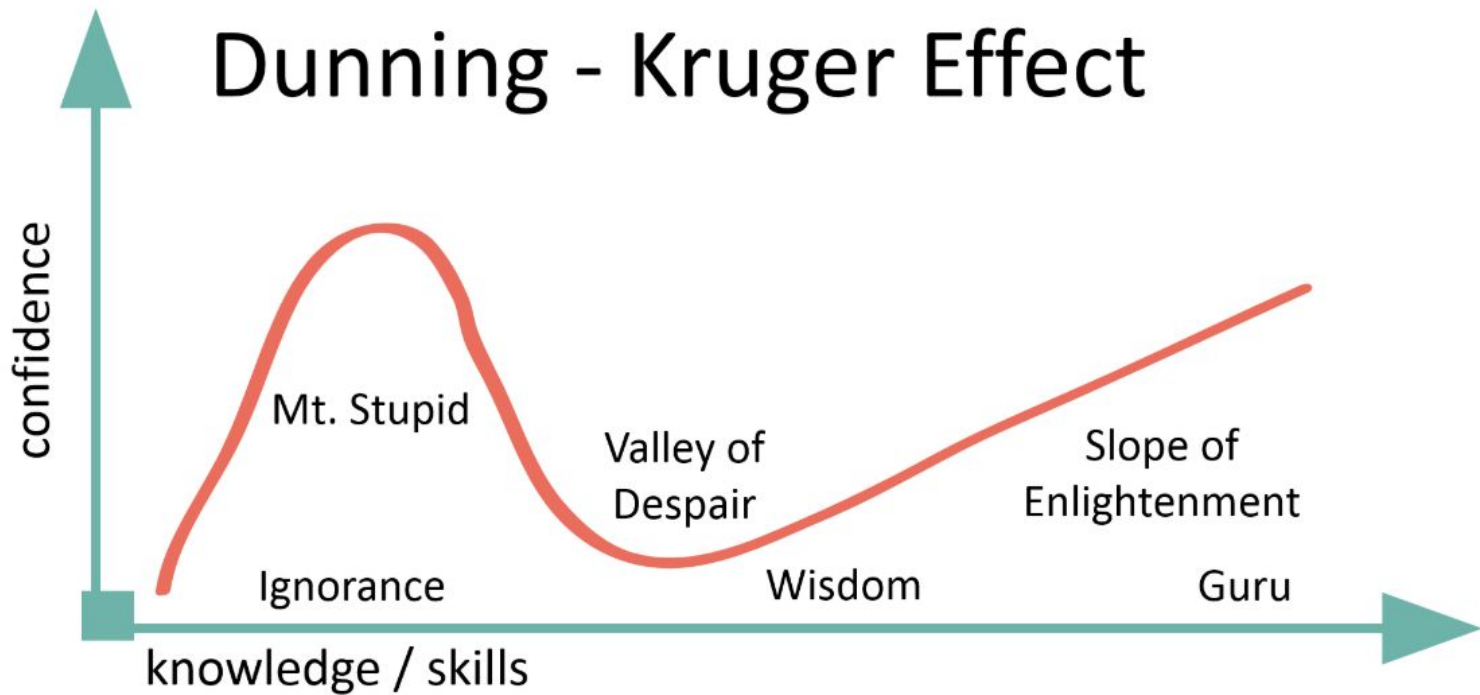 Dunning - Kruger Effect
confidence
Mt. Stupid
Valley of
Despair
Slope of
Enlightenment
Ignorance
Wisdom
Guru
knowledge / skills